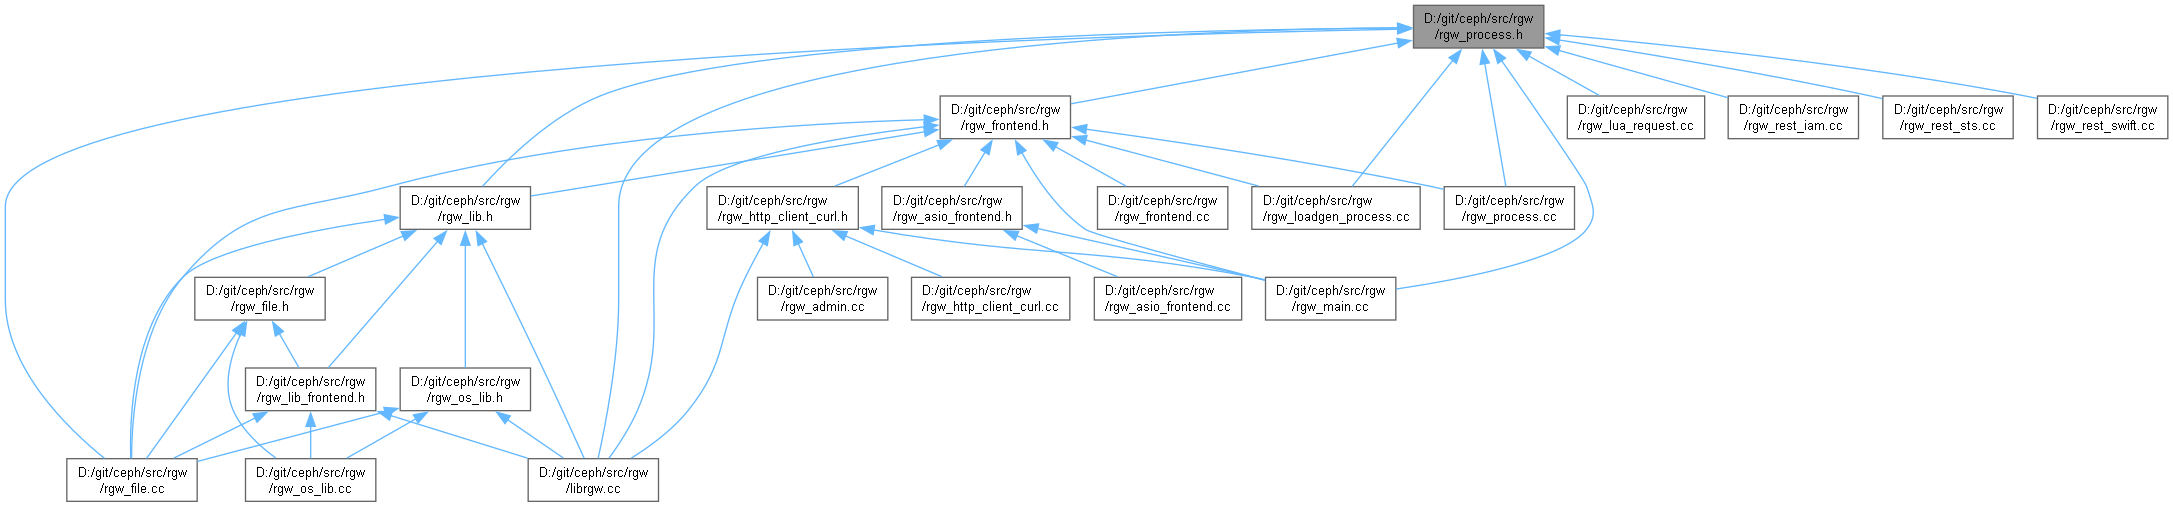 D:/git/ceph/src/rgw
/rgw_process.h
D:/git/ceph/src/rgw
/rgw_frontend.h
D:/git/ceph/src/rgw
/rgw_lua_request.cc
D:/git/ceph/src/rgw
/rgw_rest_iam.cc
D:/git/ceph/src/rgw
/rgw_rest_sts.cc
D:/git/ceph/src/rgw
/rgw_rest_swift.cc
D:/git/ceph/src/rgw
/rgw_lib.h
D:/git/ceph/src/rgw
/rgw_http_client_curl.h
D:/git/ceph/src/rgw
/rgw_asio_frontend.h
D:/git/ceph/src/rgw
/rgw_frontend.cc
D:/git/ceph/src/rgw
/rgw_loadgen_process.cc
D:/git/ceph/src/rgw
/rgw_process.cc
D:/git/ceph/src/rgw
/rgw_file.h
D:/git/ceph/src/rgw
/rgw_admin.cc
D:/git/ceph/src/rgw
/rgw_http_client_curl.cc
D:/git/ceph/src/rgw
/rgw_asio_frontend.cc
D:/git/ceph/src/rgw
/rgw_main.cc
D:/git/ceph/src/rgw
/rgw_lib_frontend.h
D:/git/ceph/src/rgw
/rgw_os_lib.h
D:/git/ceph/src/rgw
/rgw_file.cc
D:/git/ceph/src/rgw
/rgw_os_lib.cc
D:/git/ceph/src/rgw
/librgw.cc